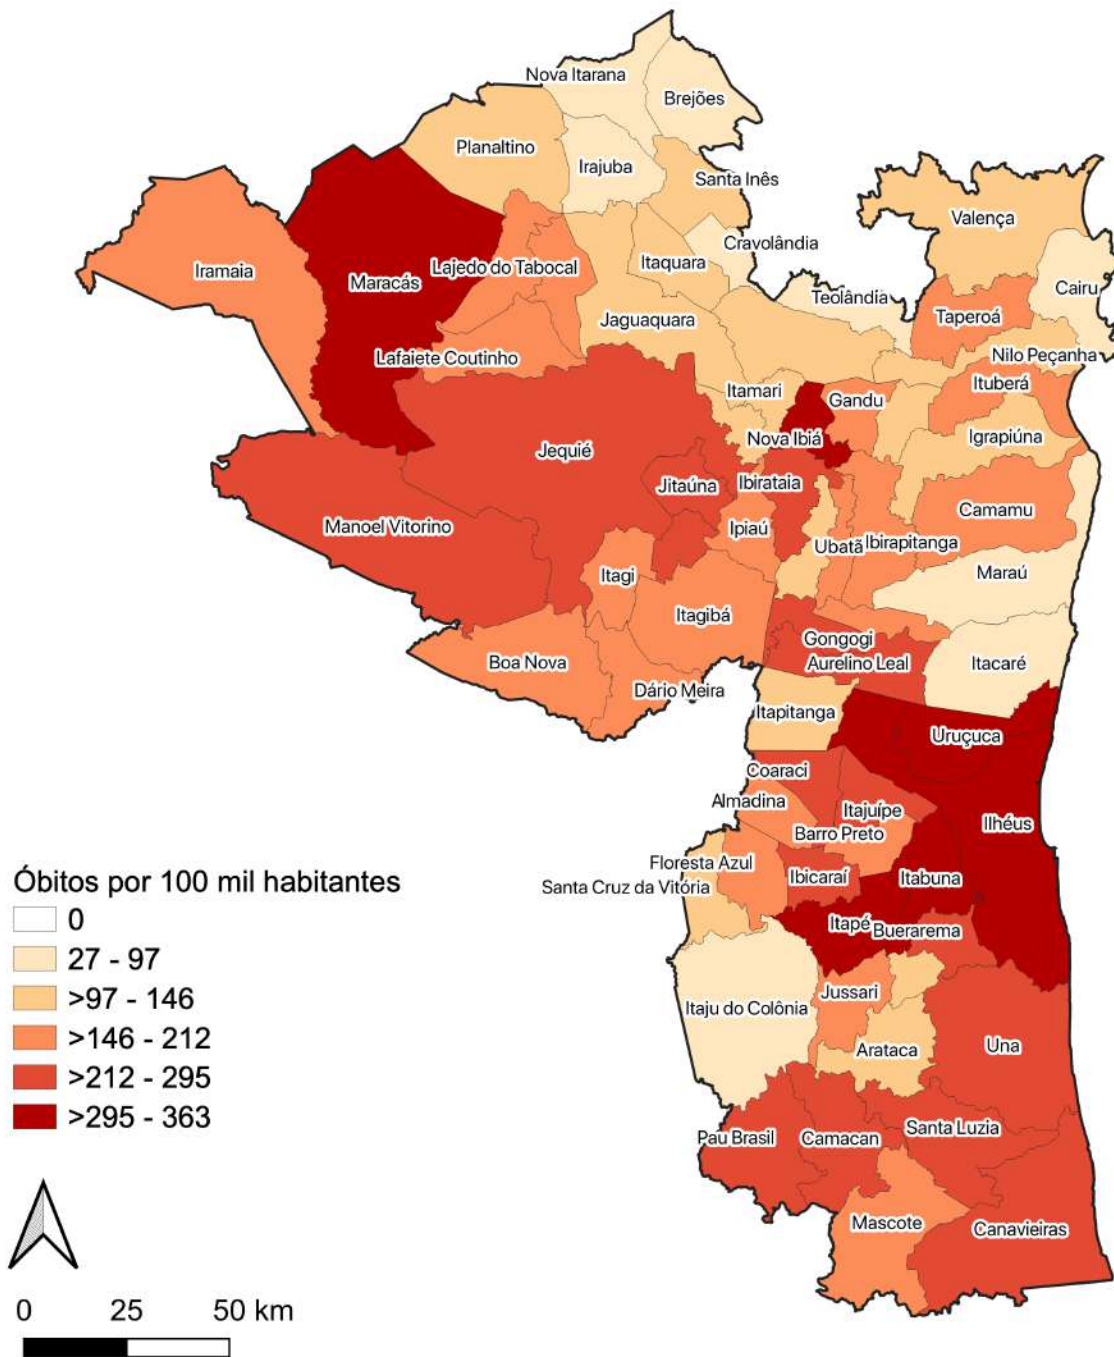 Nova Itarana
Brejões
Planaltino
Irajuba
Santa Inês
Valença
Cravolândia
Iramaia
Maracás
Lajedo do Tabocal
Itaquara
Teolândia
Cairu
Jaguaquara
Taperoá
Lafaiete Coutinho
Nilo Peçanha
Itamari
Gandu
Ituberá
Jequié
Nova Ibiá
Igrapiúna
Jitaúna
Ibirataia
Camamu
Manoel Vitorino
Ipiaú
Ubatã
Ibirapitanga
Itagi
Maraú
Itagibá
Gongogi
Boa Nova
Aurelino Leal
Itacaré
Dário Meira
Itapitanga
Uruçuca
Coaraci
Almadina
Itajuípe
Ilhéus
Barro Preto
Floresta Azul
Ibicaraí
Itabuna
Santa Cruz da Vitória
Itapé
Buerarema
Itaju do Colônia
Jussari
Arataca
Una
Pau Brasil
Camacan
Santa Luzia
Mascote
Canavieiras
Óbitos por 100 mil habitantes
0
27 - 97
>97 - 146
>146 - 212
>212 - 295
>295 - 363
0 25 50 km